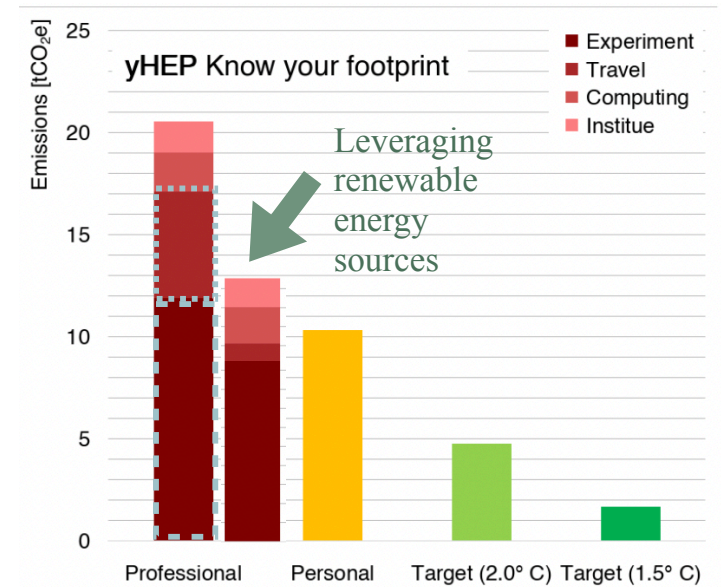 25
20
15
10
5
0
Emissions [tCO₂e]
yHEP Know your footprint
Experiment
Travel
Computing
Institue
Leveraging
renewable
energy
sources
Professional
Personal
Target (2.0° C)
Target (1.5° C)